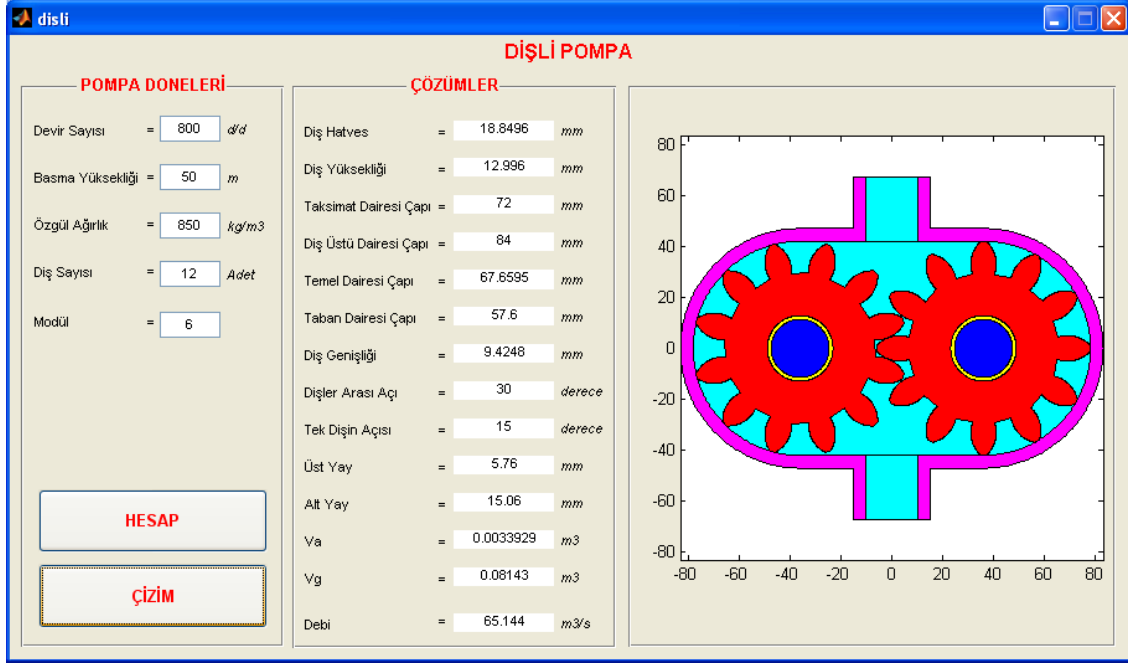 disli
DİŞLİ POMPA
POMPA DONELERİ
Devir Sayısı = 800 d/d
Basma Yüksekliği = 50 m
Özgül Ağırlık = 850 kg/m3
Diş Sayısı = 12 Adet
Modül = 6
HESAP
ÇİZİM
ÇÖZÜMLER
Diş Hatves = 18.8496 mm
Diş Yüksekliği = 12.996 mm
Taksimat Dairesi Çapı = 72 mm
Diş Üstü Dairesi Çapı = 84 mm
Temel Dairesi Çapı = 67.6595 mm
Taban Dairesi Çapı = 57.6 mm
Diş Genişliği = 9.4248 mm
Dişler Arası Açı = 30 derece
Tek Dişin Açısı = 15 derece
Üst Yay = 5.76 mm
Alt Yay = 15.06 mm
Va = 0.0033929 m3
Vg = 0.08143 m3
Debi = 65.144 m3/s
80
60
40
20
0
-20
-40
-60
-80
-80 -60 -40 -20 0 20 40 60 80